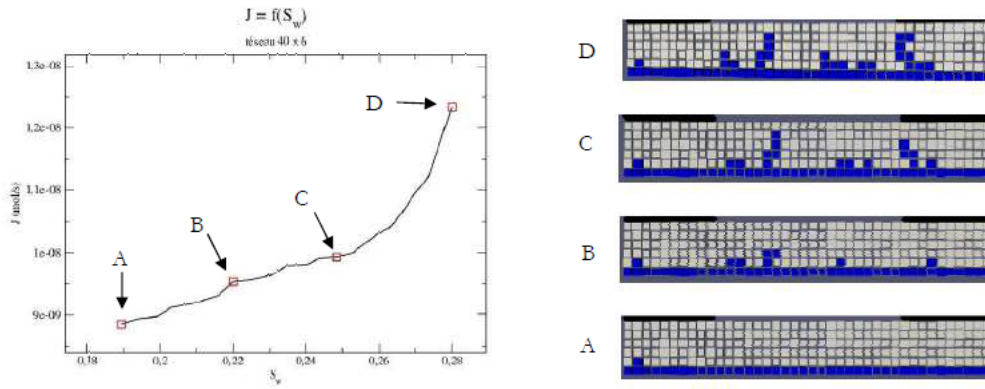 J = f(S_w)
réseau 40 x 6
J (mol/s)
1,3e-08
1,2e-08
1,1e-08
1e-08
9e-09
0,18
0,2
0,22
0,24
0,26
0,28
S_w
A
B
C
D
D
C
B
A